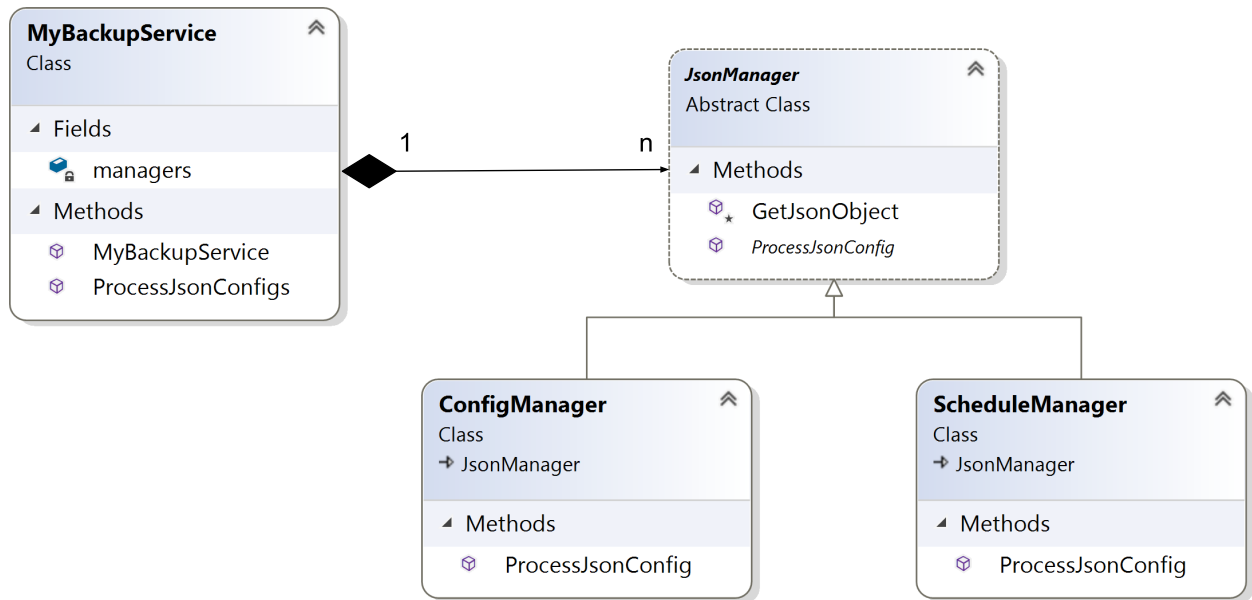 MyBackupService
Class
Fields
managers
Methods
MyBackupService
ProcessJsonConfigs
1
n
JsonManager
Abstract Class
Methods
GetJsonObject
ProcessJsonConfig
ConfigManager
Class
JsonManager
Methods
ProcessJsonConfig
ScheduleManager
Class
JsonManager
Methods
ProcessJsonConfig